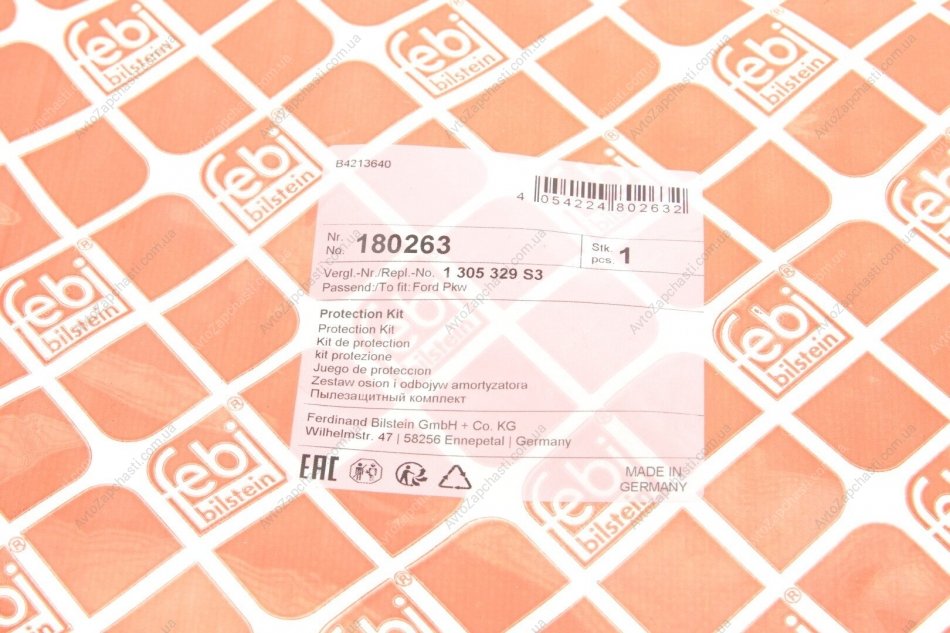 febi
bilstein
B4213640
4 054224 802632
Nr.
No. 180263
Stk.
pcs. 1
Vergl.-Nr./Repl.-No. 1 305 329 S3
Passend:/To fit: Ford Pkw
Protection Kit
Protection Kit
Kit de protection
kit protezione
Juego de proteccion
Zestaw osion i odbojyw amortyzatora
Пылезащитный комплект
Ferdinand Bilstein GmbH + Co. KG
Wilhelmstr. 47 | 58256 Ennepetal | Germany
EAC
MADE IN
GERMANY
AvtoZapchasti.com.ua